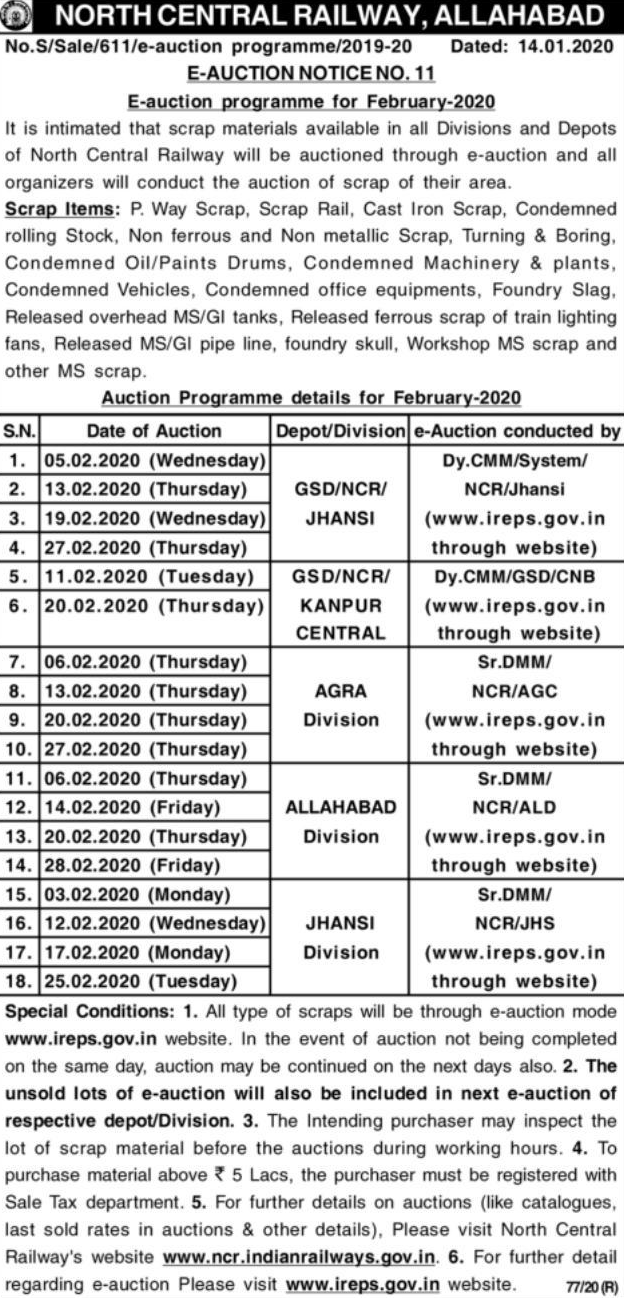 NORTH CENTRAL RAILWAY, ALLAHABAD
No.S/Sale/611/e-auction programme/2019-20 Dated: 14.01.2020
E-AUCTION NOTICE NO. 11
E-auction programme for February-2020
It is intimated that scrap materials available in all Divisions and Depots
of North Central Railway will be auctioned through e-auction and all
organizers will conduct the auction of scrap of their area.
Scrap Items: P. Way Scrap, Scrap Rail, Cast Iron Scrap, Condemned
rolling Stock, Non ferrous and Non metallic Scrap, Turning & Boring,
Condemned Oil/Paints Drums, Condemned Machinery & plants,
Condemned Vehicles, Condemned office equipments, Foundry Slag,
Released overhead MS/GI tanks, Released ferrous scrap of train lighting
fans, Released MS/GI pipe line, foundry skull, Workshop MS scrap and
other MS scrap.
Auction Programme details for February-2020
S.N. Date of Auction Depot/Division e-Auction conducted by
1. 05.02.2020 (Wednesday) Dy.CMM/System/
2. 13.02.2020 (Thursday) GSD/NCR/ NCR/Jhansi
3. 19.02.2020 (Wednesday) JHANSI (www.ireps.gov.in
4. 27.02.2020 (Thursday) through website)
5. 11.02.2020 (Tuesday) GSD/NCR/ Dy.CMM/GSD/CNB
6. 20.02.2020 (Thursday) KANPUR (www.ireps.gov.in
CENTRAL through website)
7. 06.02.2020 (Thursday) Sr.DMM/
8. 13.02.2020 (Thursday) AGRA NCR/AGC
9. 20.02.2020 (Thursday) Division (www.ireps.gov.in
10. 27.02.2020 (Thursday) through website)
11. 06.02.2020 (Thursday) Sr.DMM/
12. 14.02.2020 (Friday) ALLAHABAD NCR/ALD
13. 20.02.2020 (Thursday) Division (www.ireps.gov.in
14. 28.02.2020 (Friday) through website)
15. 03.02.2020 (Monday) Sr.DMM/
16. 12.02.2020 (Wednesday) JHANSI NCR/JHS
17. 17.02.2020 (Monday) Division (www.ireps.gov.in
18. 25.02.2020 (Tuesday) through website)
Special Conditions: 1. All type of scraps will be through e-auction mode
www.ireps.gov.in website. In the event of auction not being completed
on the same day, auction may be continued on the next days also. 2. The
unsold lots of e-auction will also be included in next e-auction of
respective depot/Division. 3. The Intending purchaser may inspect the
lot of scrap material before the auctions during working hours. 4. To
purchase material above ₹ 5 Lacs, the purchaser must be registered with
Sale Tax department. 5. For further details on auctions (like catalogues,
last sold rates in auctions & other details), Please visit North Central
Railway's website www.ncr.indianrailways.gov.in. 6. For further detail
regarding e-auction Please visit www.ireps.gov.in website. 77/20 (R)